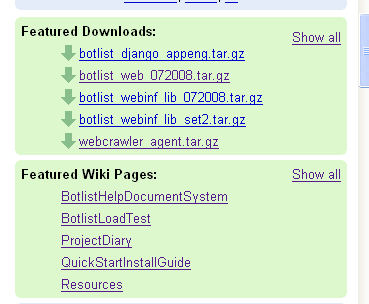 Featured Downloads:
Show all
botlist_django_appeng.tar.gz
botlist_web_072008.tar.gz
botlist_webinf_lib_072008.tar.gz
botlist_webinf_lib_set2.tar.gz
webcrawler_agent.tar.gz
Featured Wiki Pages:
Show all
BotlistHelpDocumentSystem
BotlistLoadTest
ProjectDiary
QuickStartInstallGuide
Resources